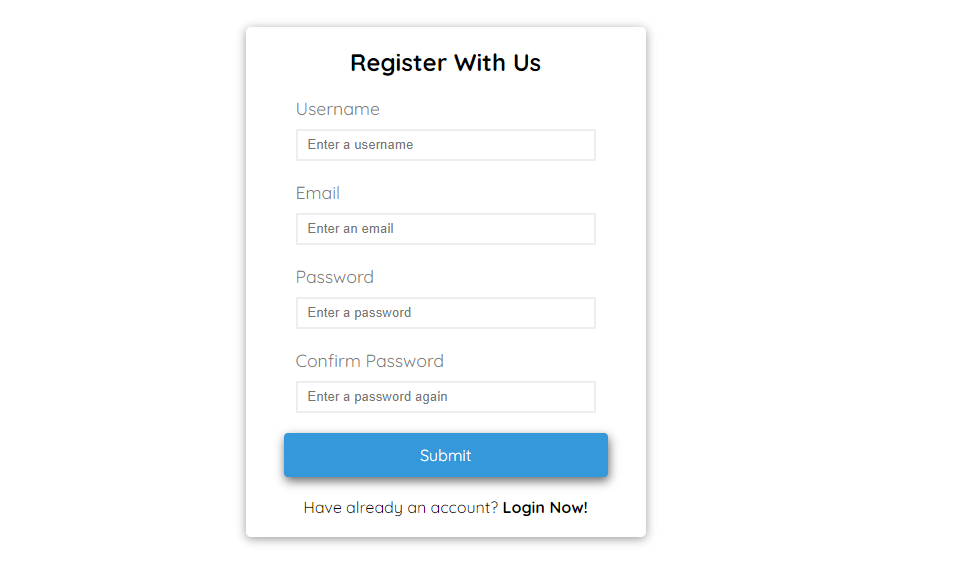 Register With Us
Username
Enter a username
Email
Enter an email
Password
Enter a password
Confirm Password
Enter a password again
Submit
Have already an account? Login Now!